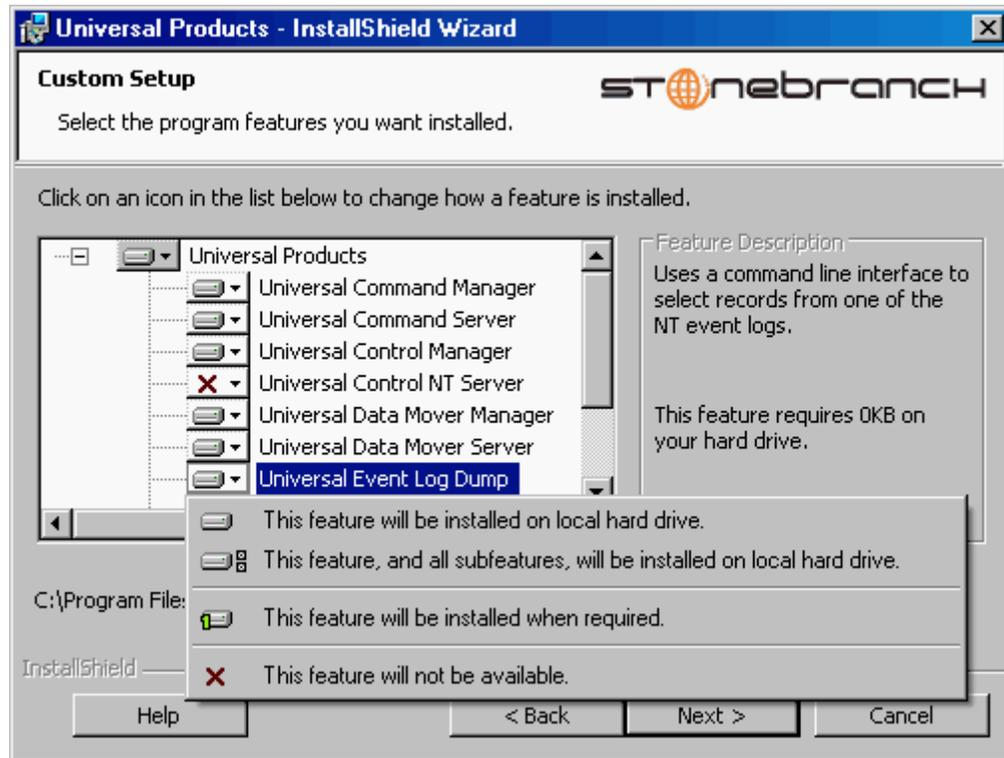 Universal Products - InstallShield Wizard
Custom Setup
STONEBRANCH
Select the program features you want installed.
Click on an icon in the list below to change how a feature is installed.
Universal Products
Universal Command Manager
Universal Command Server
Universal Control Manager
Universal Control NT Server
Universal Data Mover Manager
Universal Data Mover Server
Universal Event Log Dump
Feature Description
Uses a command line interface to
select records from one of the
NT event logs.
This feature requires 0KB on
your hard drive.
This feature will be installed on local hard drive.
This feature, and all subfeatures, will be installed on local hard drive.
This feature will be installed when required.
This feature will not be available.
C:\Program Files
InstallShield
Help
< Back
Next >
Cancel